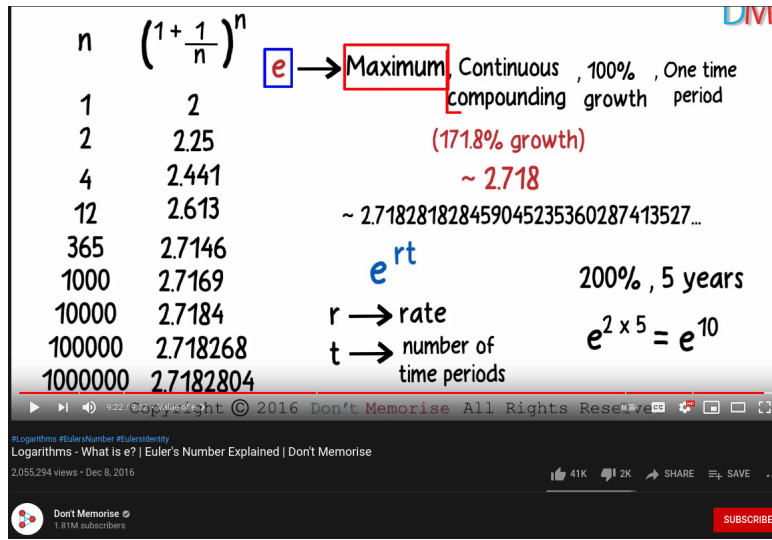 DM
n (1 + 1/n)^n
e → Maximum, Continuous compounding, 100% growth, One time period
1 2
2 2.25
(171.8% growth)
4 2.441
~ 2.718
12 2.613
~ 2.718281828459045235360287413527...
365 2.7146
e^rt
1000 2.7169
200%, 5 years
10000 2.7184
r → rate
e^2 x 5 = e^10
100000 2.718268
t → number of time periods
1000000 2.7182804
9:22 / 9:32 • Value of e >
Copyright Ⓒ 2016 Don't Memorise All Rights Reserved
CC HD
#Logarithms #EulersNumber #EulersIdentity
Logarithms - What is e? | Euler's Number Explained | Don't Memorise
2,055,294 views • Dec 8, 2016
41K 2K SHARE SAVE
Don't Memorise
1.81M subscribers
SUBSCRIBE